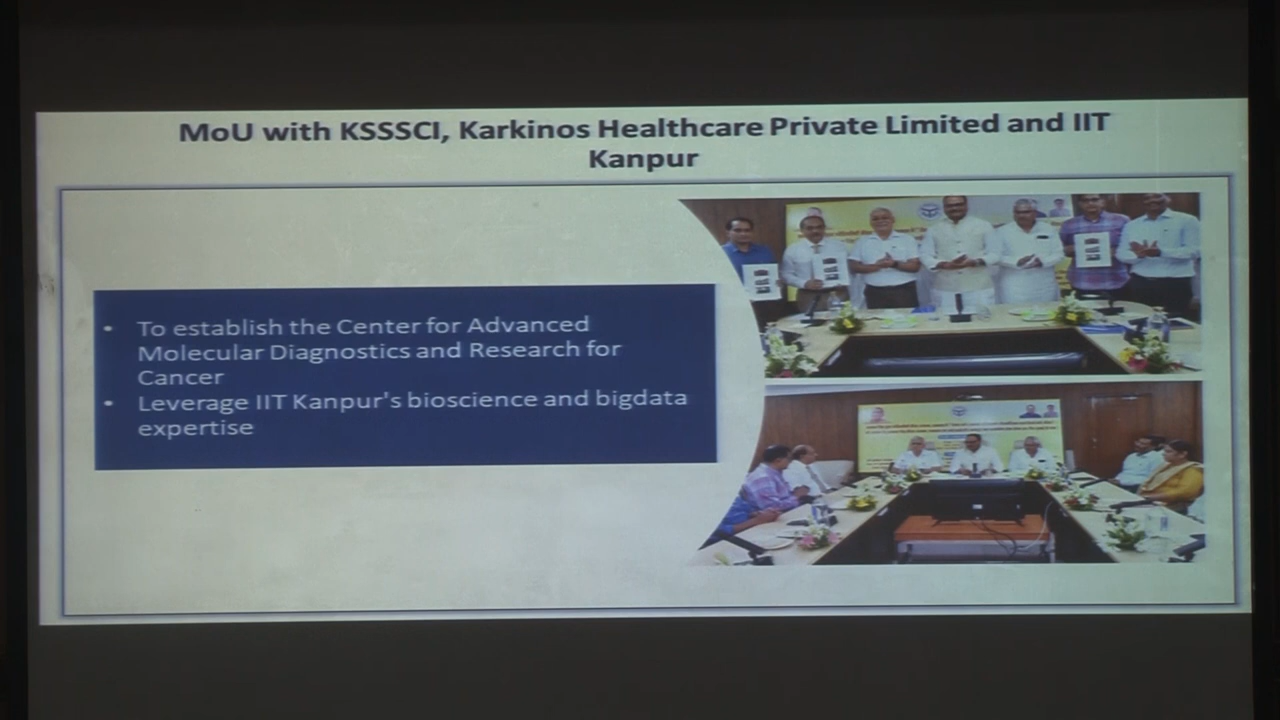 MoU with KSSSCI, Karkinos Healthcare Private Limited and IIT
Kanpur
• To establish the Center for Advanced
Molecular Diagnostics and Research for
Cancer
• Leverage IIT Kanpur's bioscience and bigdata
expertise